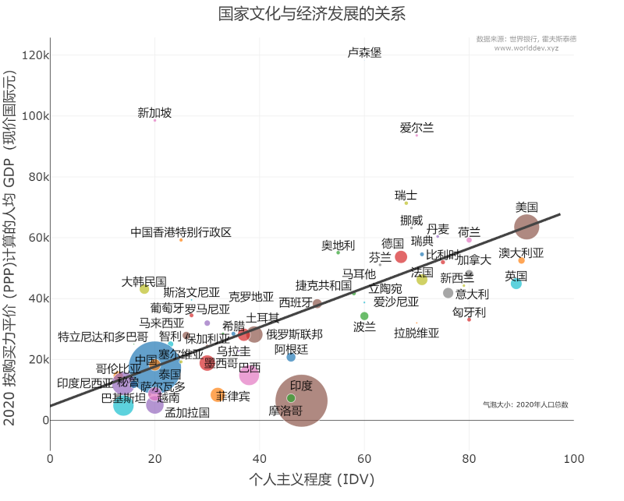 国家文化与经济发展的关系
数据来源: 世界银行, 霍夫斯泰德
www.worlddev.xyz
2020 按购买力平价 (PPP)计算的人均 GDP (现价国际元)
120k
100k
80k
60k
40k
20k
0
卢森堡
新加坡
爱尔兰
瑞士
美国
挪威
丹麦
荷兰
中国香港特别行政区
奥地利
德国
瑞典
芬兰
比利时
加拿大
澳大利亚
大韩民国
马耳他
法国
新西兰
英国
捷克共和国
立陶宛
意大利
斯洛文尼亚
克罗地亚
西班牙
爱沙尼亚
葡萄牙
罗马尼亚
匈牙利
马来西亚
希腊
土耳其
波兰
拉脱维亚
特立尼达和多巴哥
智利
保加利亚
俄罗斯联邦
中国
塞尔维亚
乌拉圭
阿根廷
哥伦比亚
泰国
墨西哥
巴西
印度尼西亚
秘鲁
萨尔瓦多
印度
巴基斯坦
越南
菲律宾
孟加拉国
摩洛哥
气泡大小: 2020年人口总数
0
20
40
60
80
100
个人主义程度 (IDV)